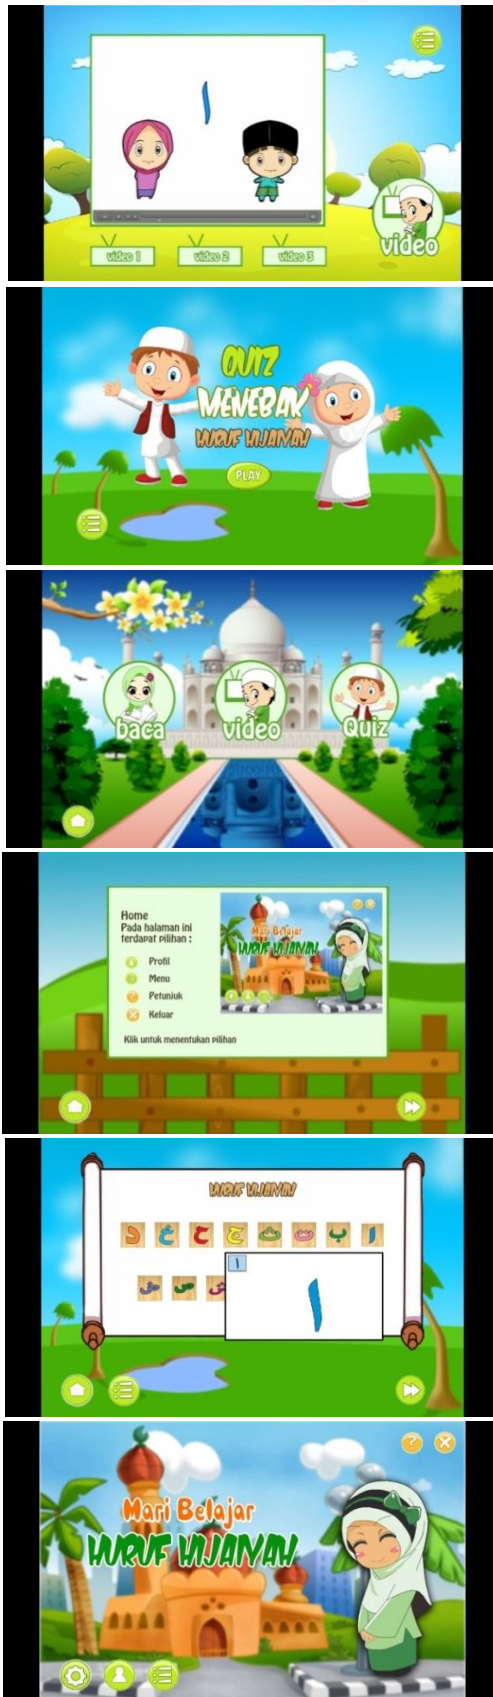 ا
video
video 1 video 2 video 3
QUIZ
MENEBAK
HURUF HIJAIYAH
PLAY
baca video Quiz
Home
Pada halaman ini
terdapat pilihan :
Profil
Menu
? Petunjuk
Keluar
Klik untuk menentukan pilihan
Mari Belajar
HURUF HIJAIYAH
HURUF HIJAIYAH
ا ب ت ث ج ح خ د
ش ص ض
ا
ا
?
Mari Belajar
HURUF HIJAIYAH